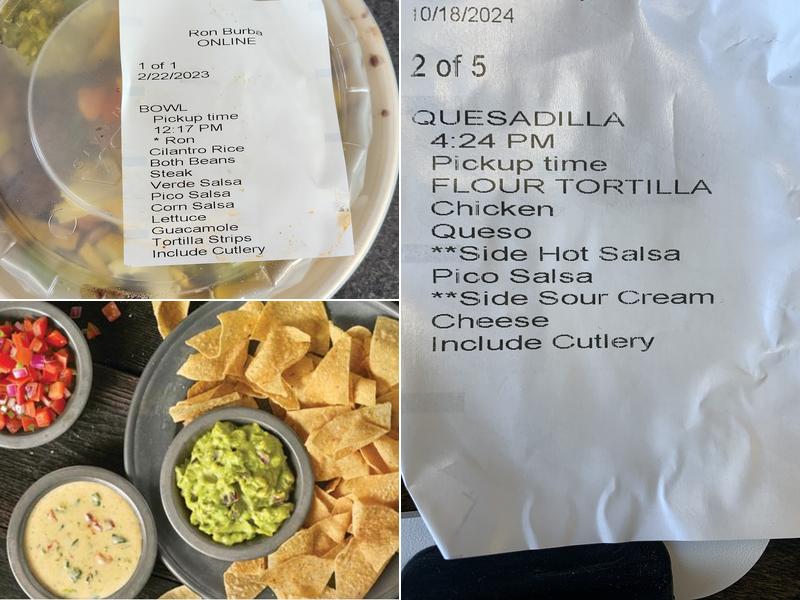 Ron Burba
ONLINE
1 of 1
2/22/2023
BOWL
Pickup time
12:17 PM
* Ron
Cilantro Rice
Both Beans
Steak
Verde Salsa
Pico Salsa
Corn Salsa
Lettuce
Guacamole
Tortilla Strips
Include Cutlery
10/18/2024
2 of 5
QUESADILLA
4:24 PM
Pickup time
FLOUR TORTILLA
Chicken
Queso
**Side Hot Salsa
Pico Salsa
**Side Sour Cream
Cheese
Include Cutlery